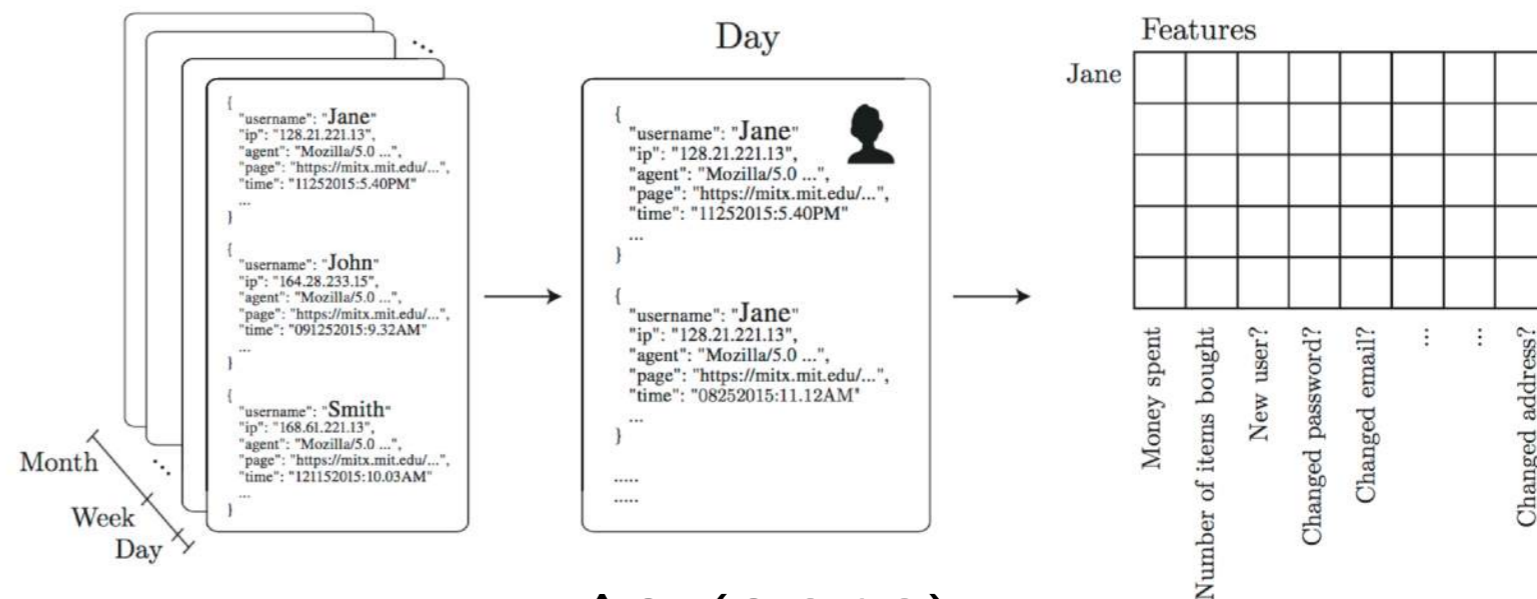 {
"username": "Jane"
"ip": "128.21.221.13",
"agent": "Mozilla/5.0 ...",
"page": "https://mitx.mit.edu/...",
"time": "11252015:5.40PM"
...
}
{
"username": "John"
"ip": "164.28.233.15",
"agent": "Mozilla/5.0 ...",
"page": "https://mitx.mit.edu/...",
"time": "091252015:9.32AM"
...
}
{
"username": "Smith"
"ip": "168.61.221.13",
"agent": "Mozilla/5.0 ...",
"page": "https://mitx.mit.edu/...",
"time": "121152015:10.03AM"
...
}
Month
Week
Day
Day
{
"username": "Jane"
"ip": "128.21.221.13",
"agent": "Mozilla/5.0 ...",
"page": "https://mitx.mit.edu/...",
"time": "11252015:5.40PM"
...
}
{
"username": "Jane"
"ip": "128.21.221.13",
"agent": "Mozilla/5.0 ...",
"page": "https://mitx.mit.edu/...",
"time": "08252015:11.12AM"
...
}
.....
.....
Features
Jane
Money spent
Number of items bought
New user?
Changed password?
Changed email?
...
...
Changed address?